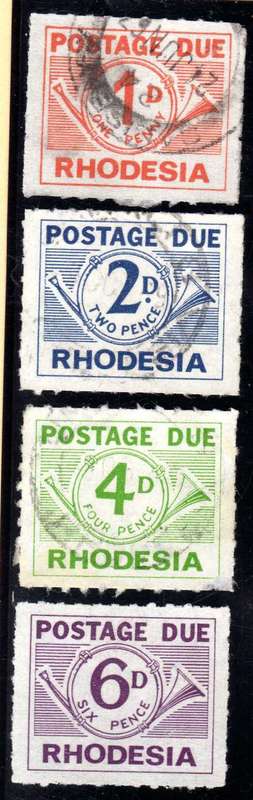 POSTAGE DUE
1D
ONE PENNY
RHODESIA
POSTAGE DUE
2D
TWO PENCE
RHODESIA
POSTAGE DUE
4D
FOUR PENCE
RHODESIA
POSTAGE DUE
6D
SIX PENCE
RHODESIA